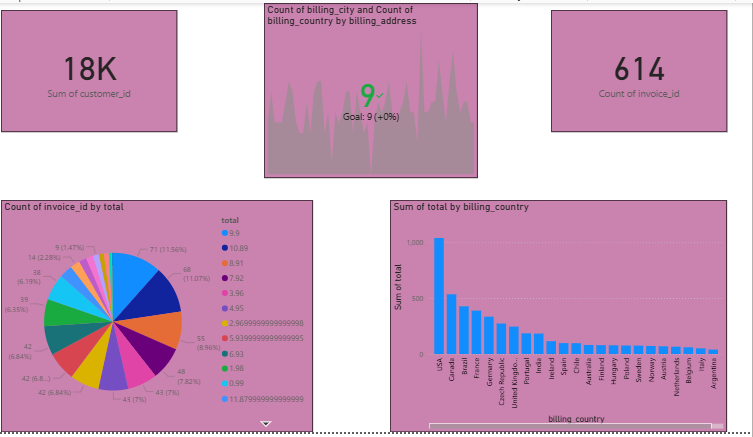 18K
Sum of customer_id
Count of billing_city and Count of
billing_country by billing_address
9
Goal: 9 (+0%)
614
Count of invoice_id
Count of invoice_id by total
9 (1.47%)
14 (2.28%)
38
(6.19%)
39
(6.35%)
42
(6.84%)
42 (6.8...)
42 (6.84%)
43 (7%)
43 (7%)
48
(7.82%)
55
(8.96%)
68
(11.07%)
71 (11.56%)
total
9.9
10.89
8.91
7.92
3.96
4.95
2.9699999999999998
5.9399999999999995
6.93
1.98
0.99
11.879999999999999
Sum of total by billing_country
Sum of total
1,000
500
0
USA
Canada
Brazil
France
Germany
Czech Republic
United Kingdo...
Portugal
India
Ireland
Spain
Chile
Australia
Finland
Hungary
Poland
Sweden
Norway
Austria
Netherlands
Belgium
Italy
Argentina
billing_country